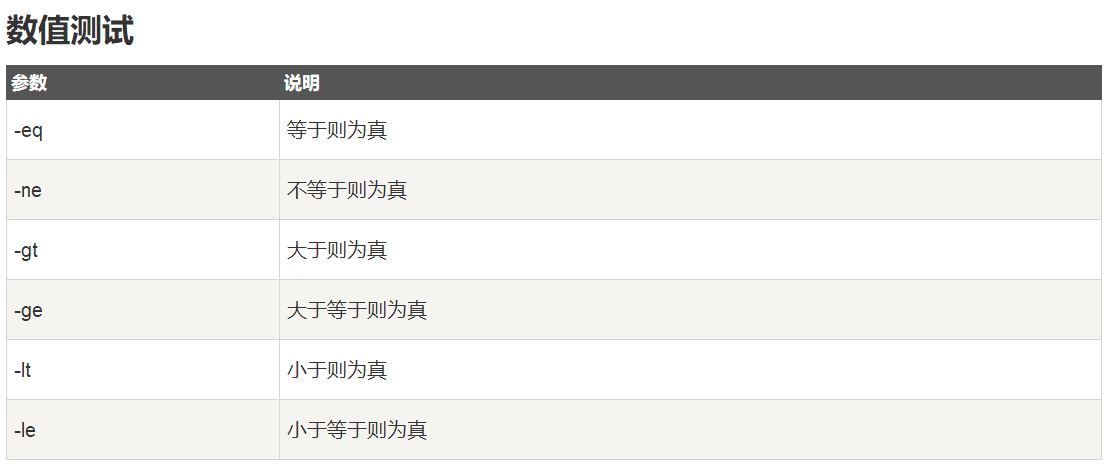 数值测试
参数 说明
-eq 等于则为真
-ne 不等于则为真
-gt 大于则为真
-ge 大于等于则为真
-lt 小于则为真
-le 小于等于则为真